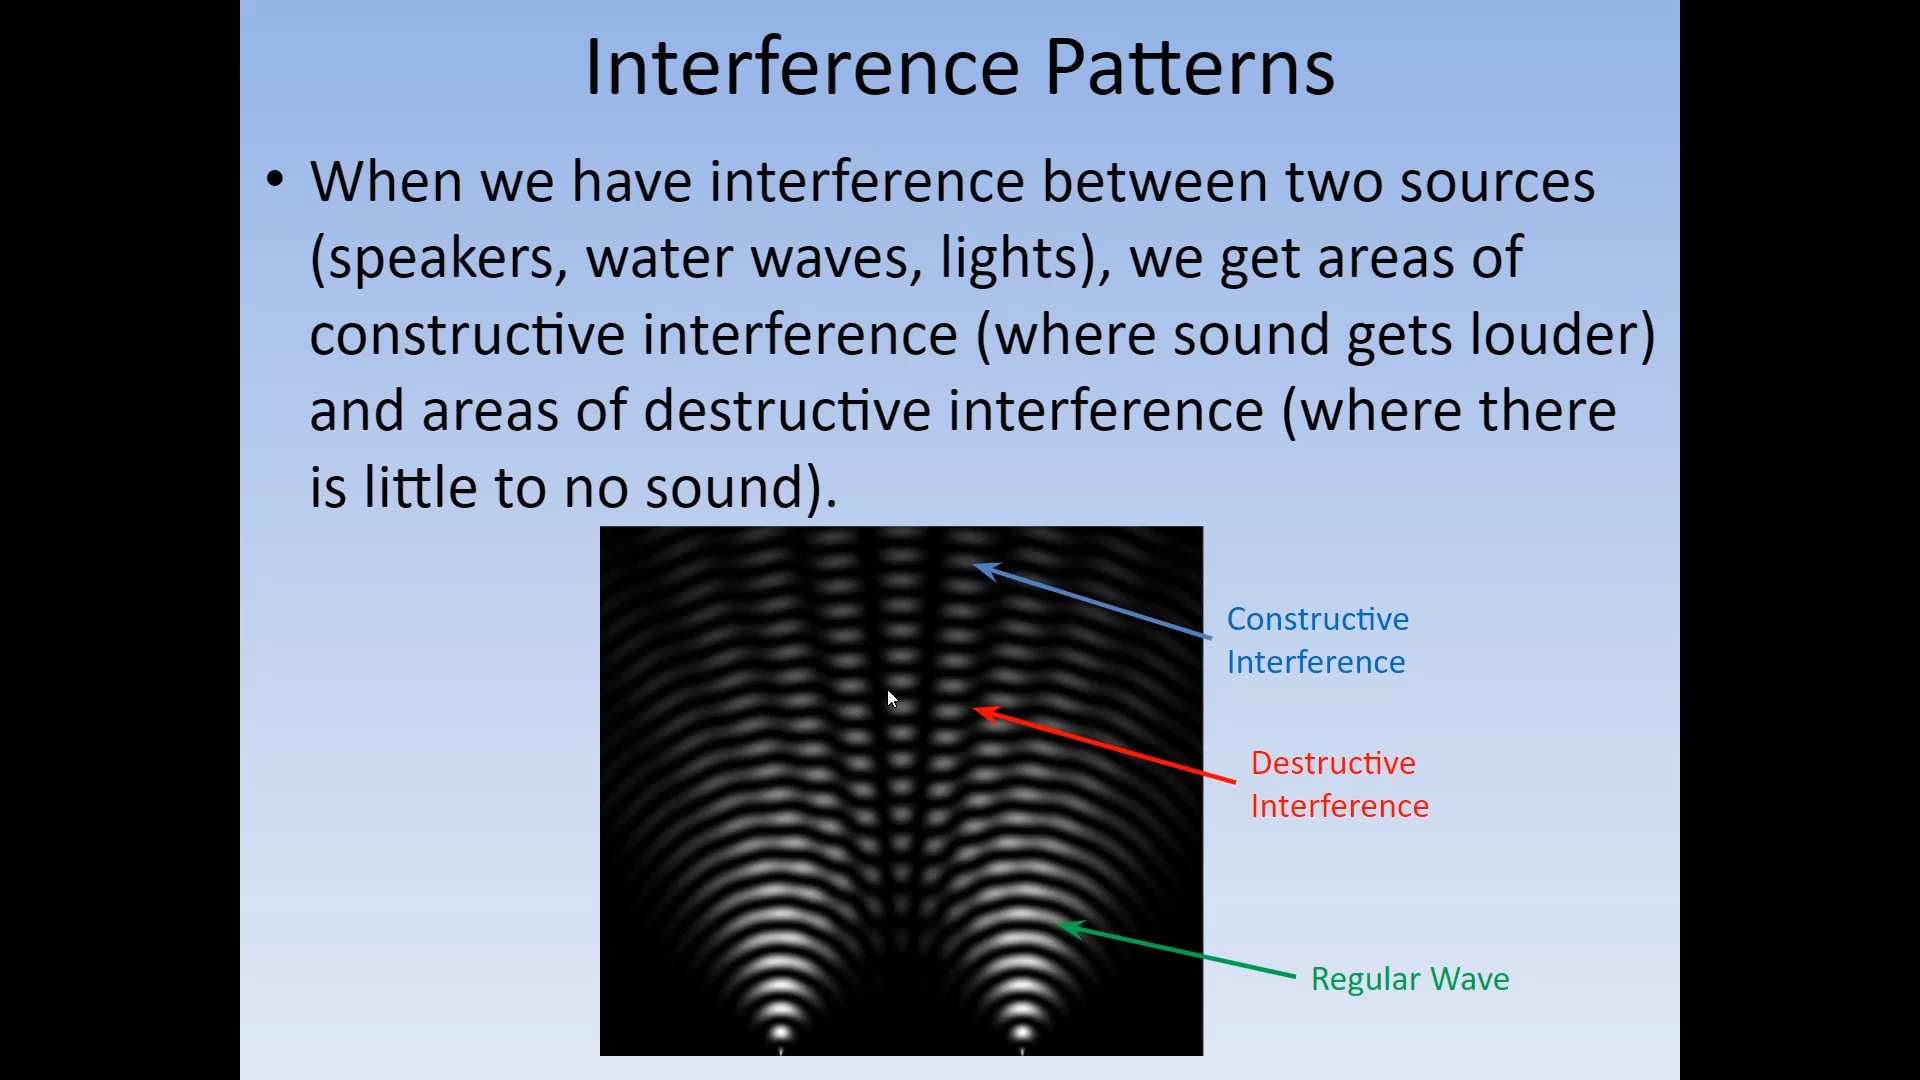 Interference Patterns
• When we have interference between two sources
(speakers, water waves, lights), we get areas of
constructive interference (where sound gets louder)
and areas of destructive interference (where there
is little to no sound).
Constructive
Interference
Destructive
Interference
Regular Wave